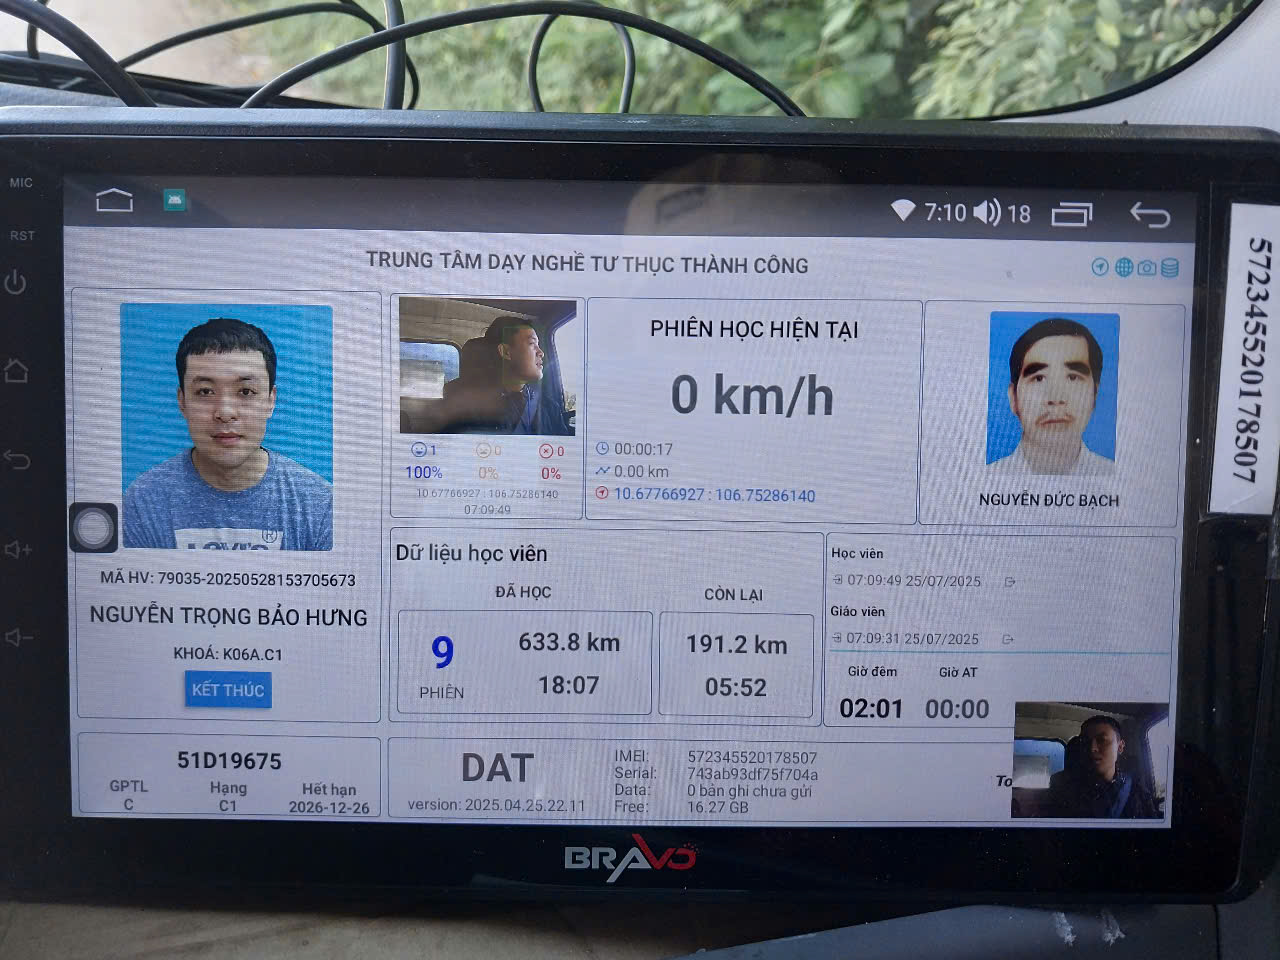 MIC
RST
7:10
18
TRUNG TÂM DẠY NGHỀ TƯ THỤC THÀNH CÔNG
LEVI'S
®
MÃ HV: 79035-20250528153705673
NGUYỄN TRỌNG BẢO HƯNG
KHOÁ: K06A.C1
KẾT THÚC
1 0 0
100% 0% 0%
10.67766927 : 106.75286140
07:09:49
PHIÊN HỌC HIỆN TẠI
0 km/h
00:00:17
0.00 km
10.67766927 : 106.75286140
NGUYỄN ĐỨC BẠCH
Dữ liệu học viên
ĐÃ HỌC
CÒN LẠI
9
PHIÊN
633.8 km
18:07
191.2 km
05:52
Học viên
07:09:49 25/07/2025
Giáo viên
07:09:31 25/07/2025
Giờ đêm Giờ AT
02:01 00:00
51D19675
GPTL Hạng Hết hạn
C C1 2026-12-26
DAT
version: 2025.04.25.22.11
IMEI: 572345520178507
Serial: 743ab93df75f704a
Data: 0 bản ghi chưa gửi
Free: 16.27 GB
To
BRAVO
572345520178507